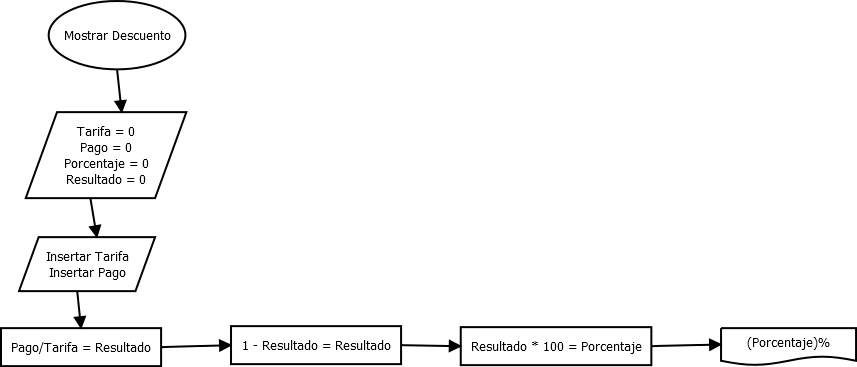 Mostrar Descuento
Tarifa = 0
Pago = 0
Porcentaje = 0
Resultado = 0
Insertar Tarifa
Insertar Pago
Pago/Tarifa = Resultado
1 - Resultado = Resultado
Resultado * 100 = Porcentaje
(Porcentaje)%